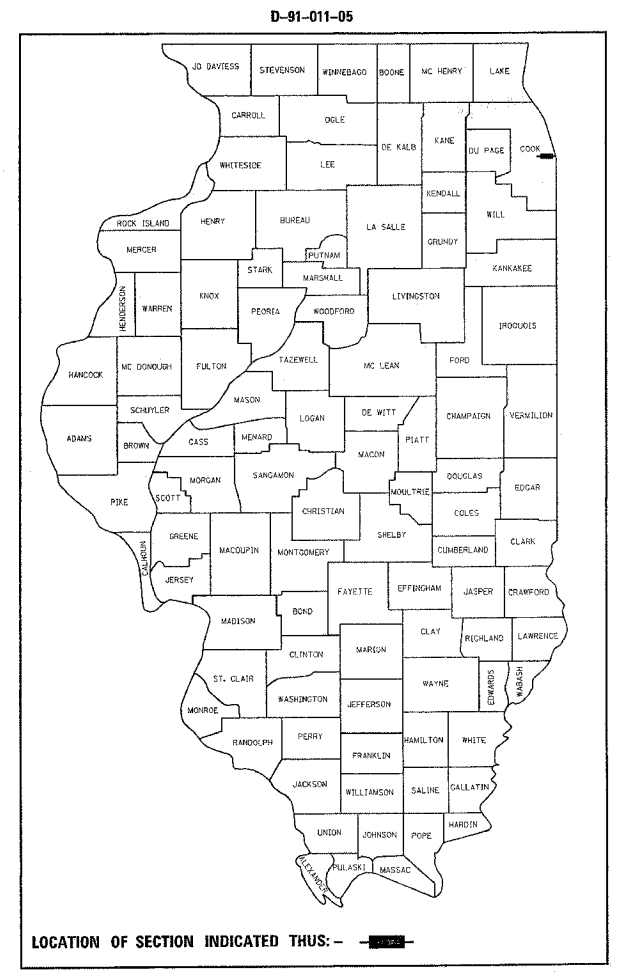 D-91-011-05
JO DAVIESS STEVENSON WINNEBAGO BOONE MC HENRY LAKE
CARROLL OGLE
DE KALB KANE DU PAGE COOK
WHITESIDE LEE
KENDALL
ROCK ISLAND HENRY BUREAU LA SALLE WILL
MERCER PUTNAM GRUNDY
STARK MARSHALL KANKAKEE
HENDERSON WARREN KNOX PEORIA WOODFORD LIVINGSTON
IROQUOIS
HANCOCK MC DONOUGH FULTON TAZEWELL MC LEAN FORD
MASON
SCHUYLER LOGAN DE WITT CHAMPAIGN VERMILION
ADAMS BROWN CASS MENARD PIATT
MACON
MORGAN SANGAMON DOUGLAS EDGAR
PIKE SCOTT MOULTRIE
CHRISTIAN COLES
GREENE SHELBY
CALHOUN MACOUPIN MONTGOMERY CUMBERLAND CLARK
JERSEY
FAYETTE EFFINGHAM JASPER CRAWFORD
MADISON BOND
CLAY RICHLAND LAWRENCE
CLINTON MARION
ST. CLAIR WAYNE EDWARDS WABASH
WASHINGTON JEFFERSON
MONROE
RANDOLPH PERRY HAMILTON WHITE
FRANKLIN
JACKSON WILLIAMSON SALINE GALLATIN
UNION JOHNSON POPE HARDIN
ALEXANDER PULASKI MASSAC
LOCATION OF SECTION INDICATED THUS: -